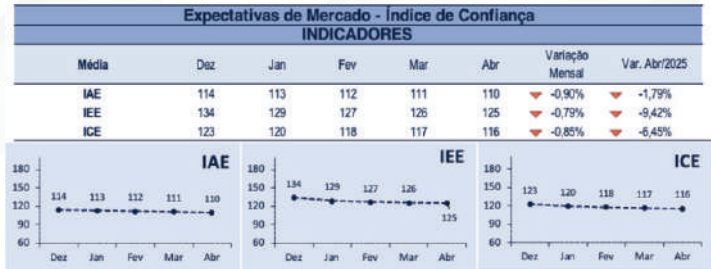 Expectativas de Mercado - Índice de Confiança
INDICADORES
Média Dez Jan Fev Mar Abr Variação Mensal Var. Abr/2025
IAE 114 113 112 111 110 -0,90% -1,79%
IEE 134 129 127 126 125 -0,79% -9,42%
ICE 123 120 118 117 116 -0,85% -6,45%
IAE
180
150
120
90
60
114 113 112 111 110
Dez Jan Fev Mar Abr
IEE
180
150
120
90
60
134 129 127 126 125
Dez Jan Fev Mar Abr
ICE
180
150
120
90
60
123 120 118 117 116
Dez Jan Fev Mar Abr